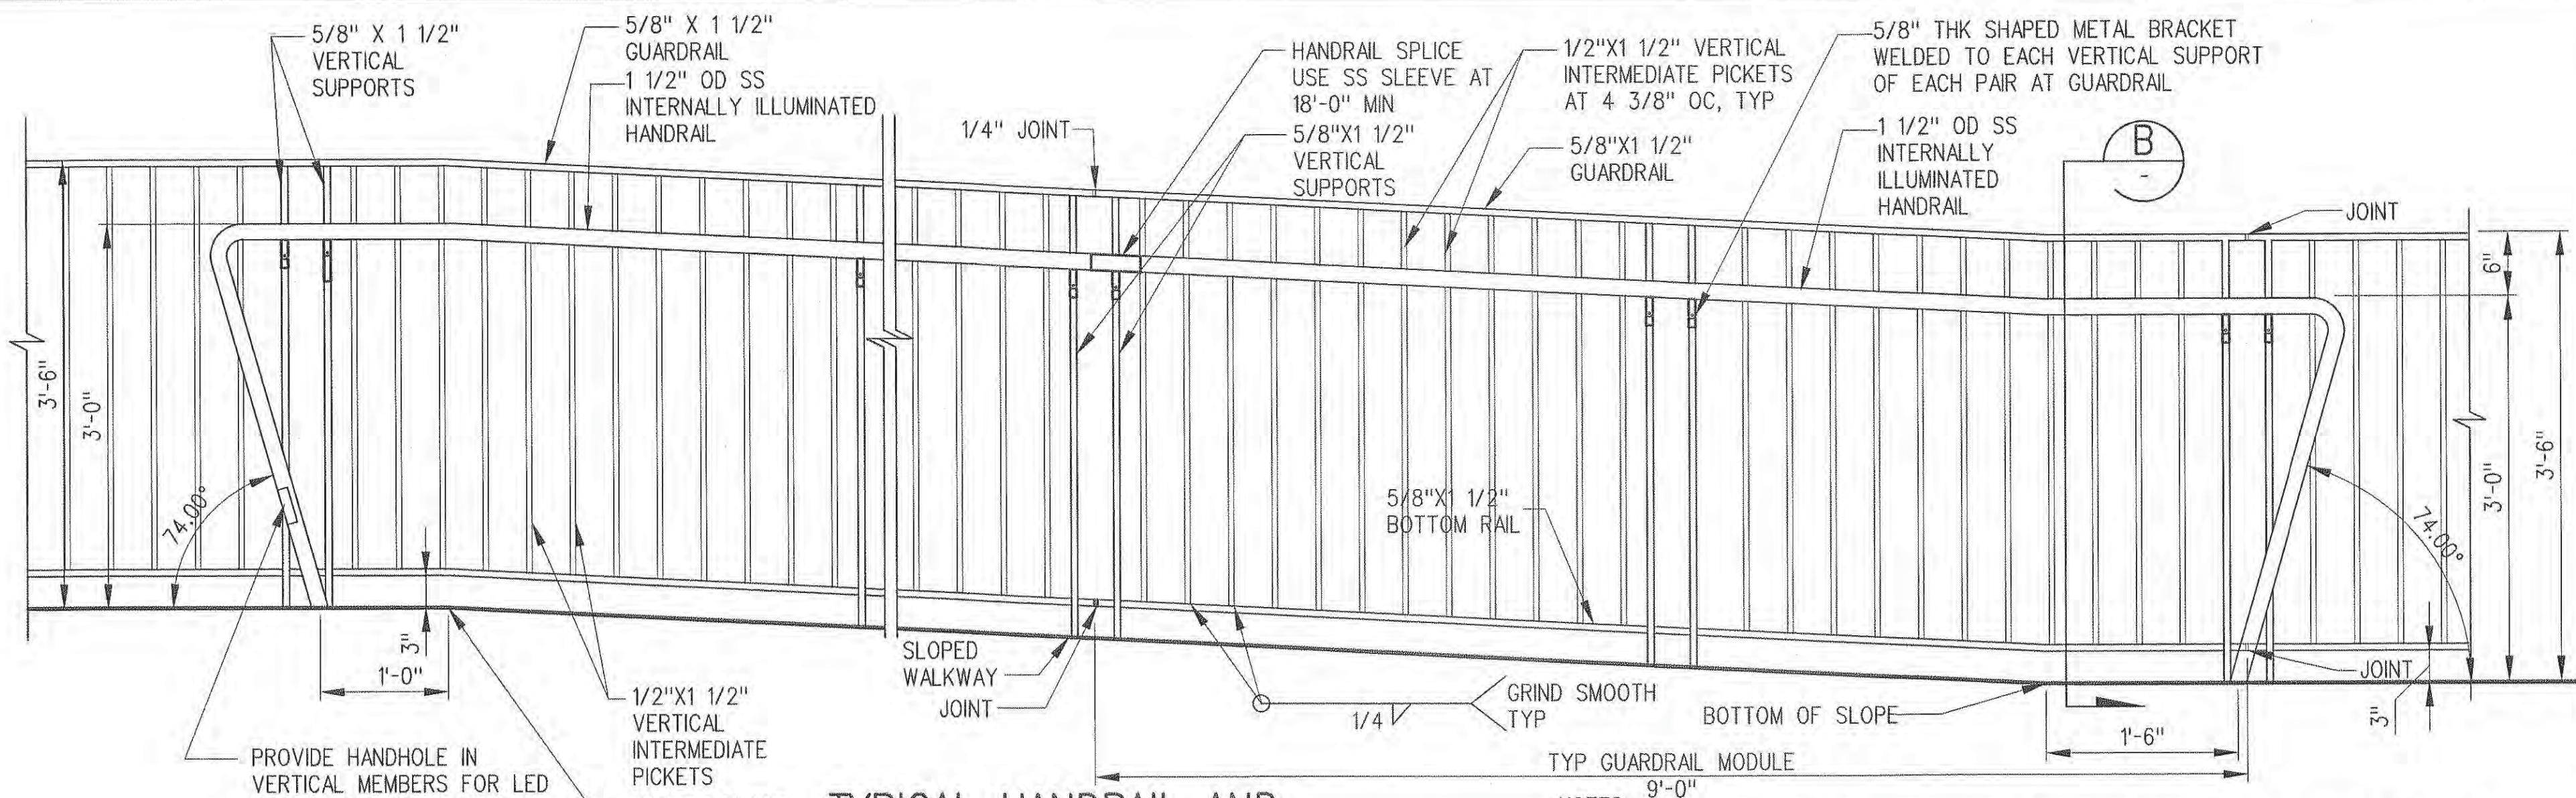 5/8" X 1 1/2"
VERTICAL
SUPPORTS
5/8" X 1 1/2"
GUARDRAIL
1 1/2" OD SS
INTERNALLY ILLUMINATED
HANDRAIL
1/4" JOINT
HANDRAIL SPLICE
USE SS SLEEVE AT
18'-0" MIN
5/8"X1 1/2"
VERTICAL
SUPPORTS
1/2"X1 1/2" VERTICAL
INTERMEDIATE PICKETS
AT 4 3/8" OC, TYP
5/8"X1 1/2"
GUARDRAIL
5/8" THK SHAPED METAL BRACKET
WELDED TO EACH VERTICAL SUPPORT
OF EACH PAIR AT GUARDRAIL
1 1/2" OD SS
INTERNALLY
ILLUMINATED
HANDRAIL
B
-
JOINT
3'-6"
3'-0"
74.00°
3"
1'-0"
PROVIDE HANDHOLE IN
VERTICAL MEMBERS FOR LED
1/2"X1 1/2"
VERTICAL
INTERMEDIATE
PICKETS
SLOPED
WALKWAY
JOINT
5/8"X1 1/2"
BOTTOM RAIL
1/4
GRIND SMOOTH
TYP
BOTTOM OF SLOPE
TYP GUARDRAIL MODULE
9'-0"
1'-6"
JOINT
3"
6"
3'-0"
3'-6"
74.00°
TYPICAL HANDRAIL AND